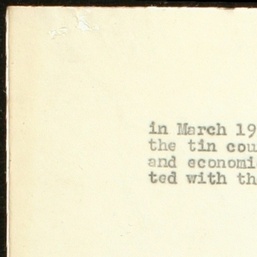 in March 19
the tin cou
and economi
ted with th